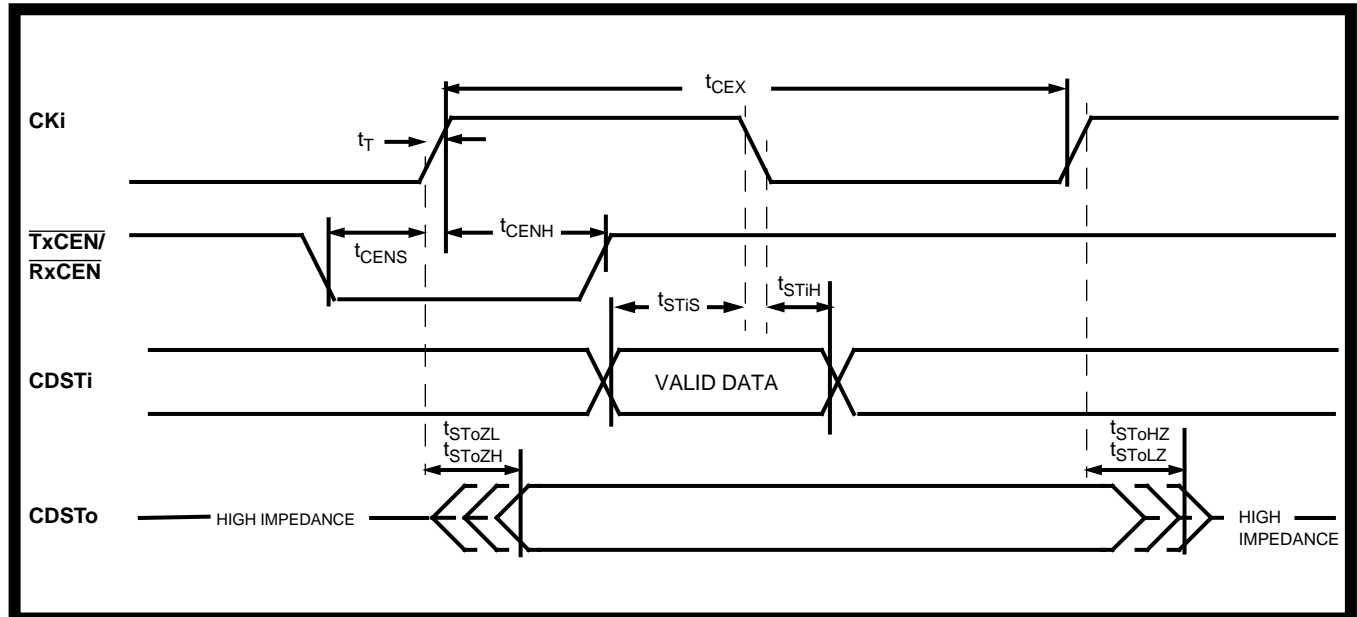 tCEX
CKi
tT
TxCEN/
RxCEN
tCENS
tCENH
tSTiS
tSTiH
CDSTi
VALID DATA
tSToZL
tSToZH
tSToHZ
tSToLZ
CDSTo
HIGH IMPEDANCE
HIGH
IMPEDANCE